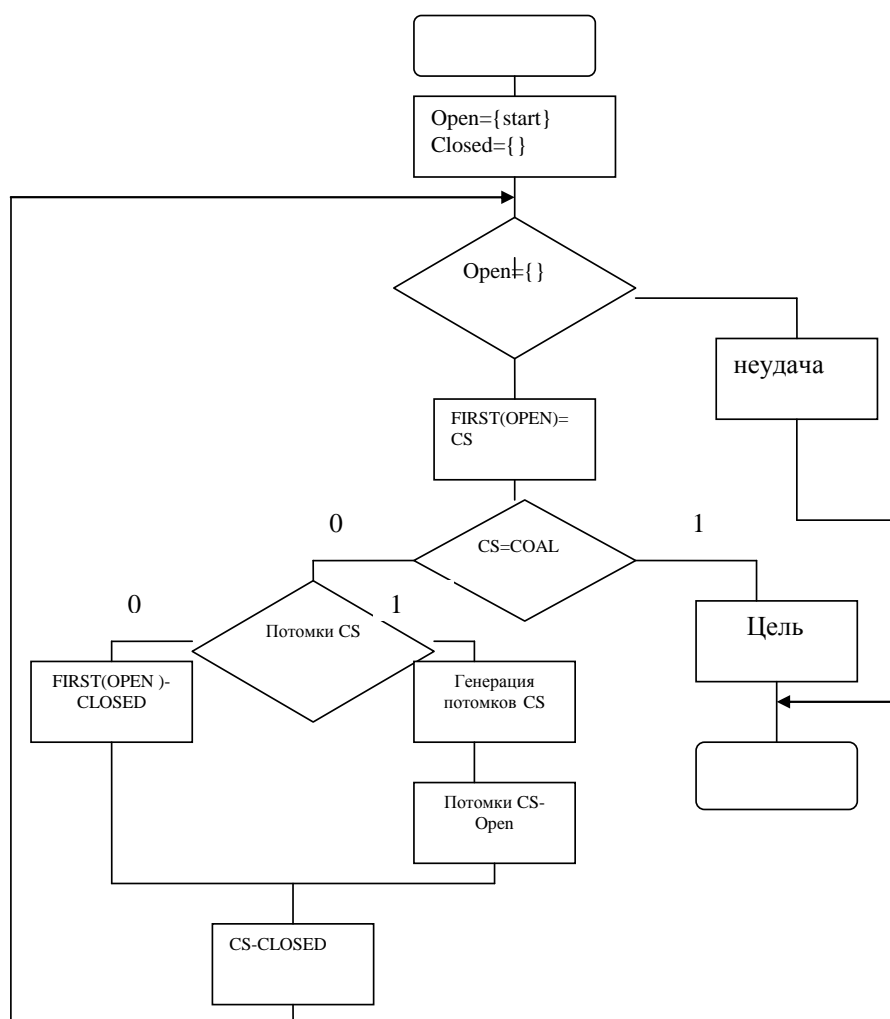 Open={start}
Closed={}
Open≠{}
неудача
FIRST(OPEN)=
CS
0
1
CS=COAL
0
1
Потомки CS
Цель
FIRST(OPEN )-
CLOSED
Генерация
потомков CS
Потомки CS-
Open
CS-CLOSED